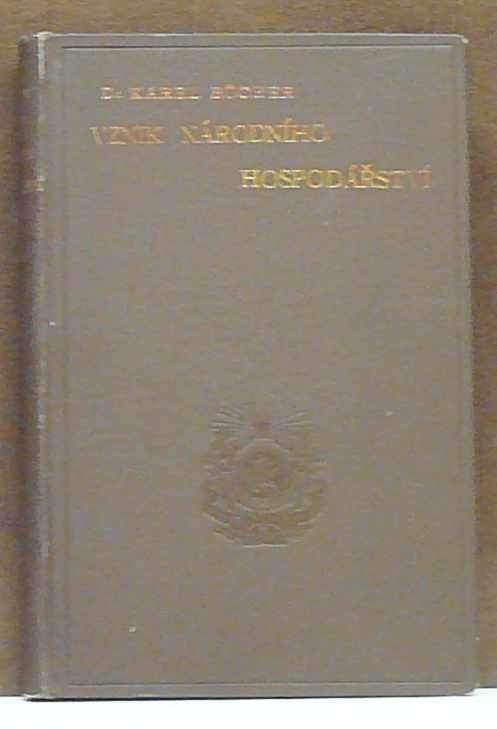 Dr KAREL BÜCHER
VZNIK NÁRODNÍHO
HOSPODÁŘSTVÍ